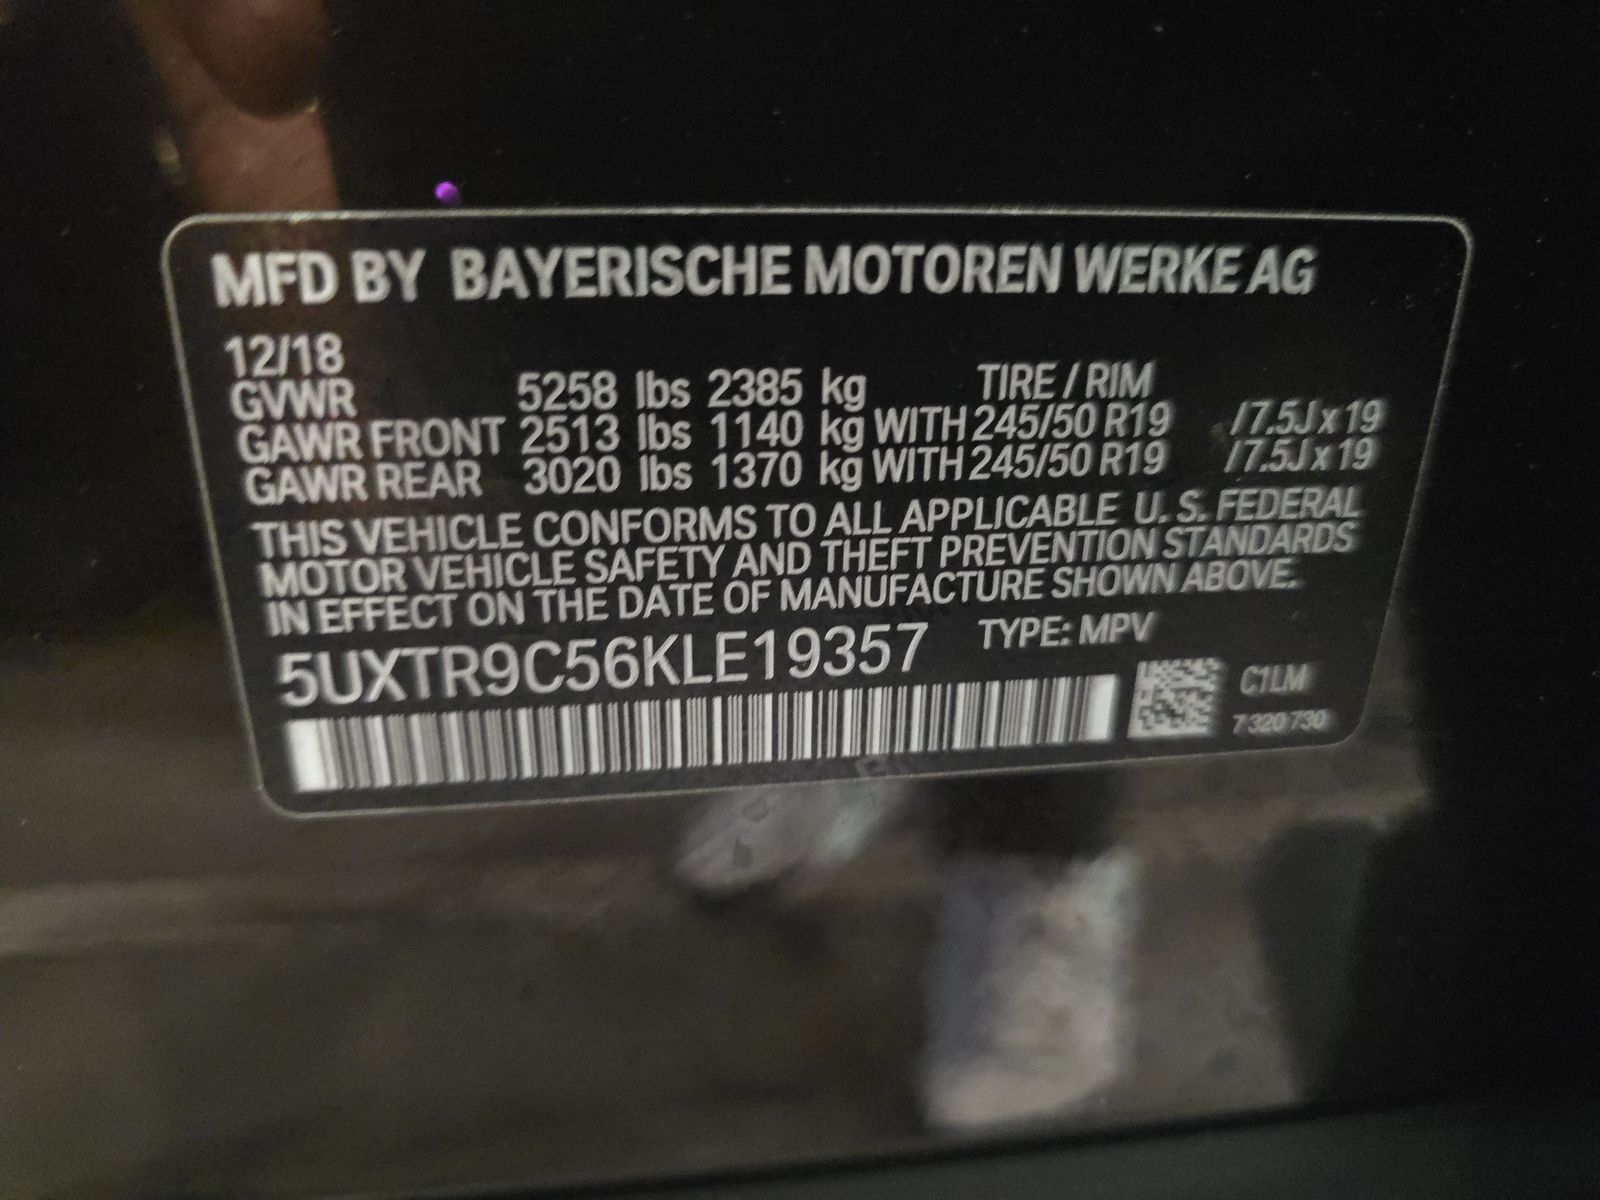 MFD BY BAYERISCHE MOTOREN WERKE AG
12/18
GVWR 5258 lbs 2385 kg TIRE / RIM
GAWR FRONT 2513 lbs 1140 kg WITH 245/50 R19 /7.5J x 19
GAWR REAR 3020 lbs 1370 kg WITH 245/50 R19 /7.5J x 19
THIS VEHICLE CONFORMS TO ALL APPLICABLE U. S. FEDERAL
MOTOR VEHICLE SAFETY AND THEFT PREVENTION STANDARDS
IN EFFECT ON THE DATE OF MANUFACTURE SHOWN ABOVE.
5UXTR9C56KLE19357 TYPE: MPV
C1LM
7 320 730